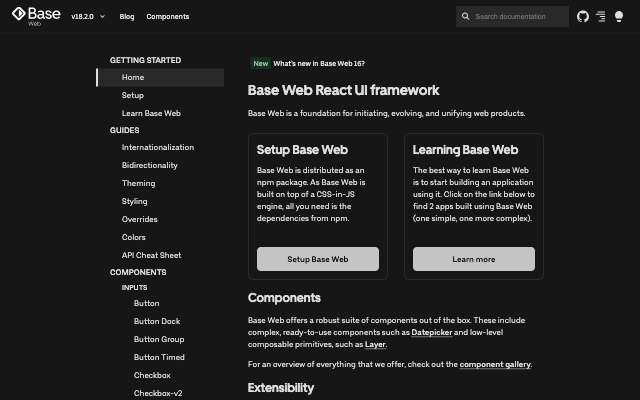 Base
Web
v18.2.0
Blog
Components
Search documentation
GETTING STARTED
Home
Setup
Learn Base Web
GUIDES
Internationalization
Bidirectionality
Theming
Styling
Overrides
Colors
API Cheat Sheet
COMPONENTS
INPUTS
Button
Button Dock
Button Group
Button Timed
Checkbox
Checkbox-v2
New What's new in Base Web 16?
Base Web React UI framework
Base Web is a foundation for initiating, evolving, and unifying web products.
Setup Base Web
Base Web is distributed as an
npm package. As Base Web is
built on top of a CSS-in-JS
engine, all you need is the
dependencies from npm.
Setup Base Web
Learning Base Web
The best way to learn Base Web
is to start building an application
using it. Click on the link below to
find 2 apps built using Base Web
(one simple, one more complex).
Learn more
Components
Base Web offers a robust suite of components out of the box. These include
complex, ready-to-use components such as Datepicker and low-level
composable primitives, such as Layer.
For an overview of everything that we offer, check out the component gallery.
Extensibility